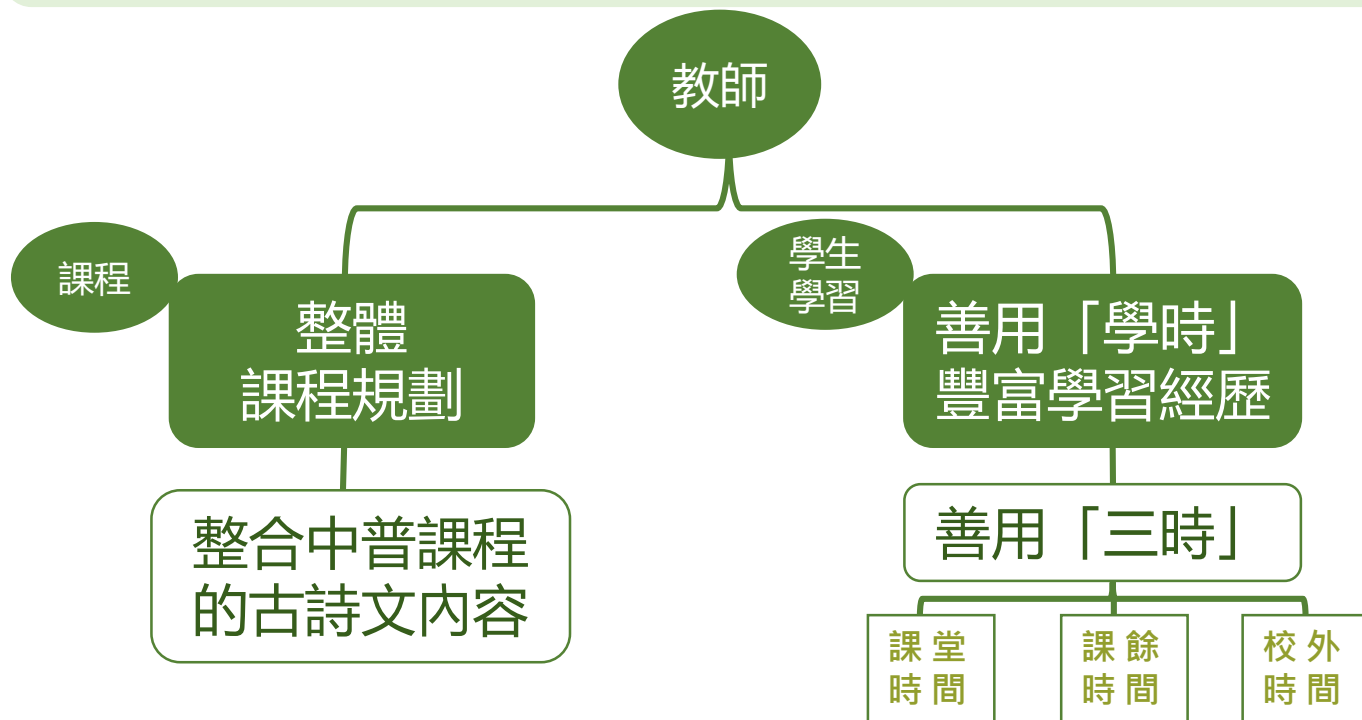 教師
課程
整體
課程規劃
整合中普課程
的古詩文內容
學生
學習
善用「學時」
豐富學習經歷
善用「三時」
課堂
時間
課餘
時間
校外
時間